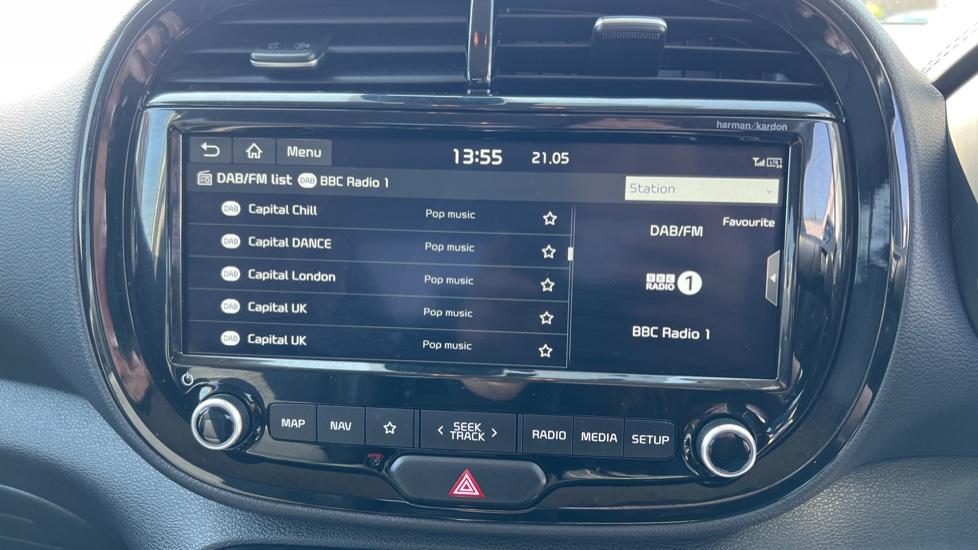 harman/kardon
Menu 13:55 21.05 LTE
DAB/FM list DAB BBC Radio 1 Station
DAB Capital Chill Pop music
DAB Capital DANCE Pop music
DAB Capital London Pop music
DAB Capital UK Pop music
DAB Capital UK Pop music
Favourite
DAB/FM
BBC
RADIO 1
BBC Radio 1
MAP NAV < SEEK TRACK > RADIO MEDIA SETUP